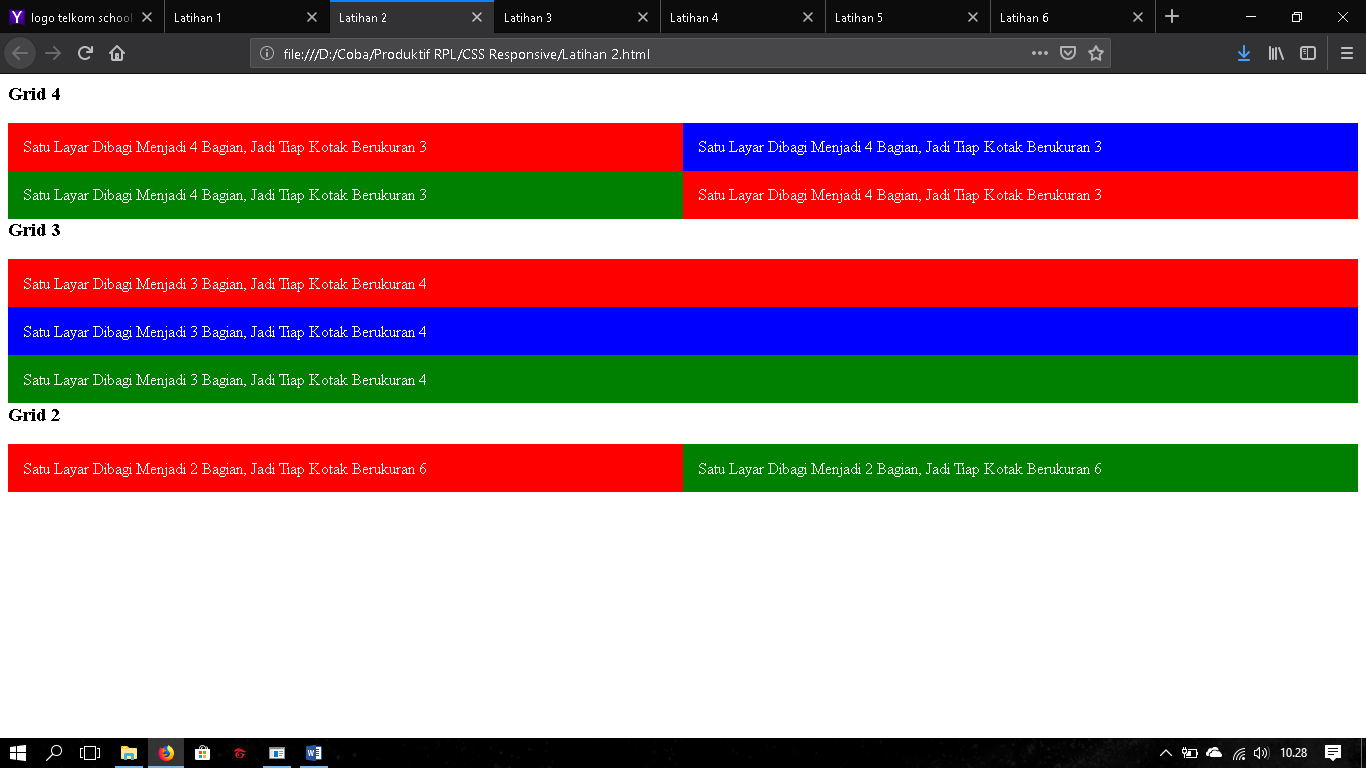 logo telkom school
Latihan 1
Latihan 2
Latihan 3
Latihan 4
Latihan 5
Latihan 6
file:///D:/Coba/Produktif RPL/CSS Responsive/Latihan 2.html
Grid 4
Satu Layar Dibagi Menjadi 4 Bagian, Jadi Tiap Kotak Berukuran 3
Satu Layar Dibagi Menjadi 4 Bagian, Jadi Tiap Kotak Berukuran 3
Satu Layar Dibagi Menjadi 4 Bagian, Jadi Tiap Kotak Berukuran 3
Satu Layar Dibagi Menjadi 4 Bagian, Jadi Tiap Kotak Berukuran 3
Grid 3
Satu Layar Dibagi Menjadi 3 Bagian, Jadi Tiap Kotak Berukuran 4
Satu Layar Dibagi Menjadi 3 Bagian, Jadi Tiap Kotak Berukuran 4
Satu Layar Dibagi Menjadi 3 Bagian, Jadi Tiap Kotak Berukuran 4
Grid 2
Satu Layar Dibagi Menjadi 2 Bagian, Jadi Tiap Kotak Berukuran 6
Satu Layar Dibagi Menjadi 2 Bagian, Jadi Tiap Kotak Berukuran 6
10.28